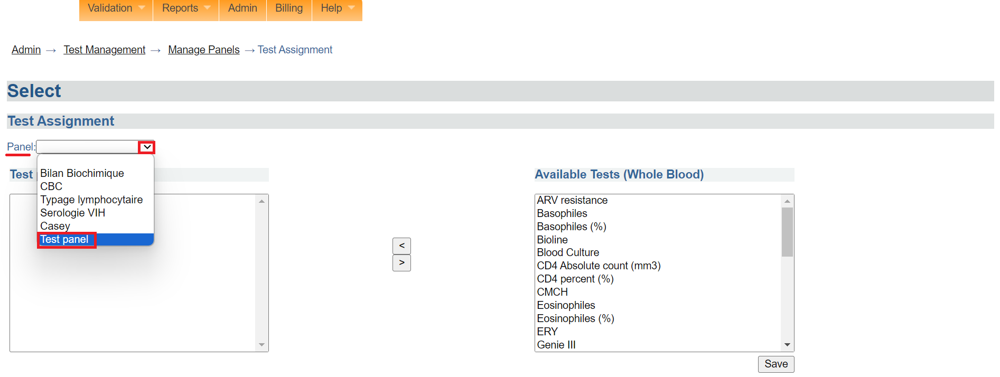 Validation Reports Admin Billing Help
Admin → Test Management → Manage Panels → Test Assignment
Select
Test Assignment
Panel:
Bilan Biochimique
CBC
Typage lymphocytaire
Serologie VIH
Casey
Test panel
Test
<
>
Available Tests (Whole Blood)
ARV resistance
Basophiles
Basophiles (%)
Bioline
Blood Culture
CD4 Absolute count (mm3)
CD4 percent (%)
CMCH
Eosinophiles
Eosinophiles (%)
ERY
Genie III
Save